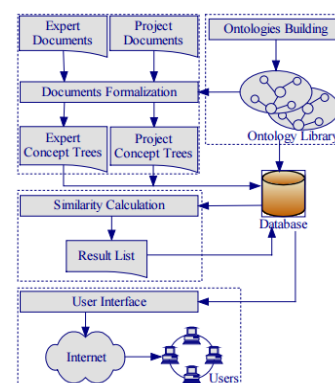 Expert
Documents
Project
Documents
Ontologies Building
Documents Formalization
Ontology Library
Expert
Concept Trees
Project
Concept Trees
Similarity Calculation
Database
Result List
User Interface
Internet
Users